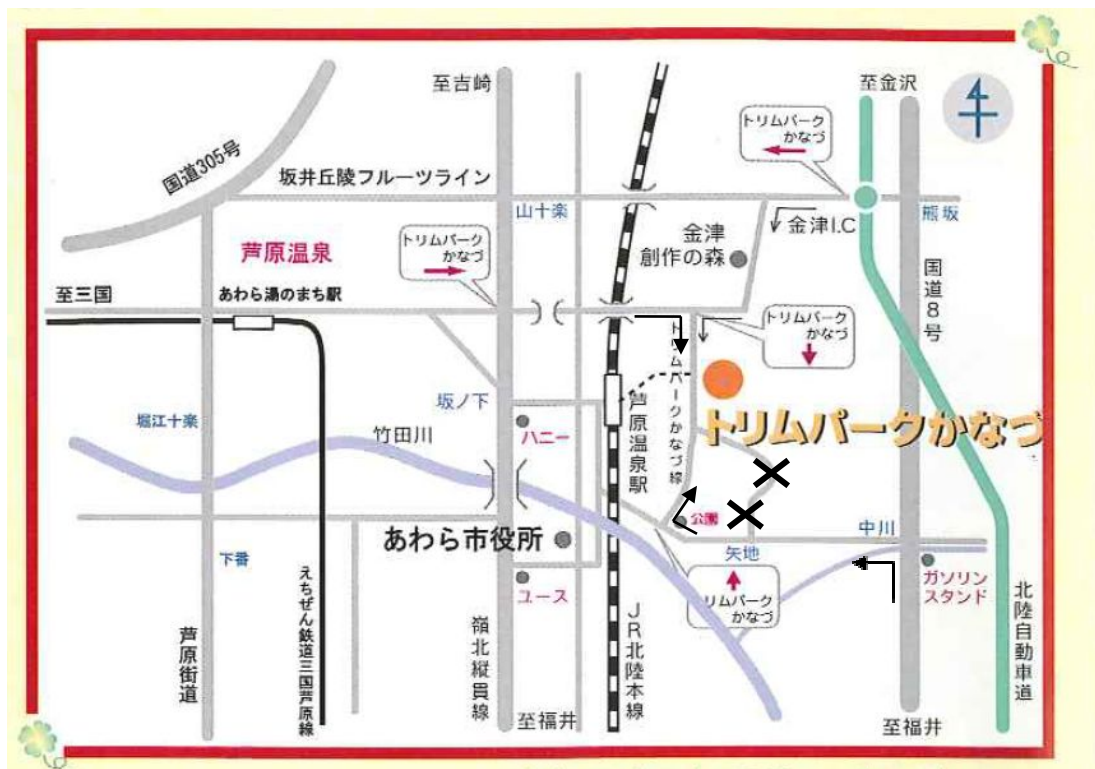 至吉崎
至金沢
トリムパーク
かなづ
国道305号
坂井丘陵フルーツライン
山十楽
熊坂
金津I.C
金津
創作の森
芦原温泉
トリムパーク
かなづ
至三国
あわら湯のまち駅
国道8号
トリムパーク
かなづ
トリムパークかなづ線
坂ノ下
堀江十楽
竹田川
ハニー
芦原温泉駅
トリムパークかなづ
公園
中川
あわら市役所
矢地
下番
ユース
リムパーク
かなづ
ガソリン
スタンド
えちぜん鉄道三国芦原線
芦原街道
嶺北縦貫線
JR北陸本線
北陸自動車道
至福井
至福井